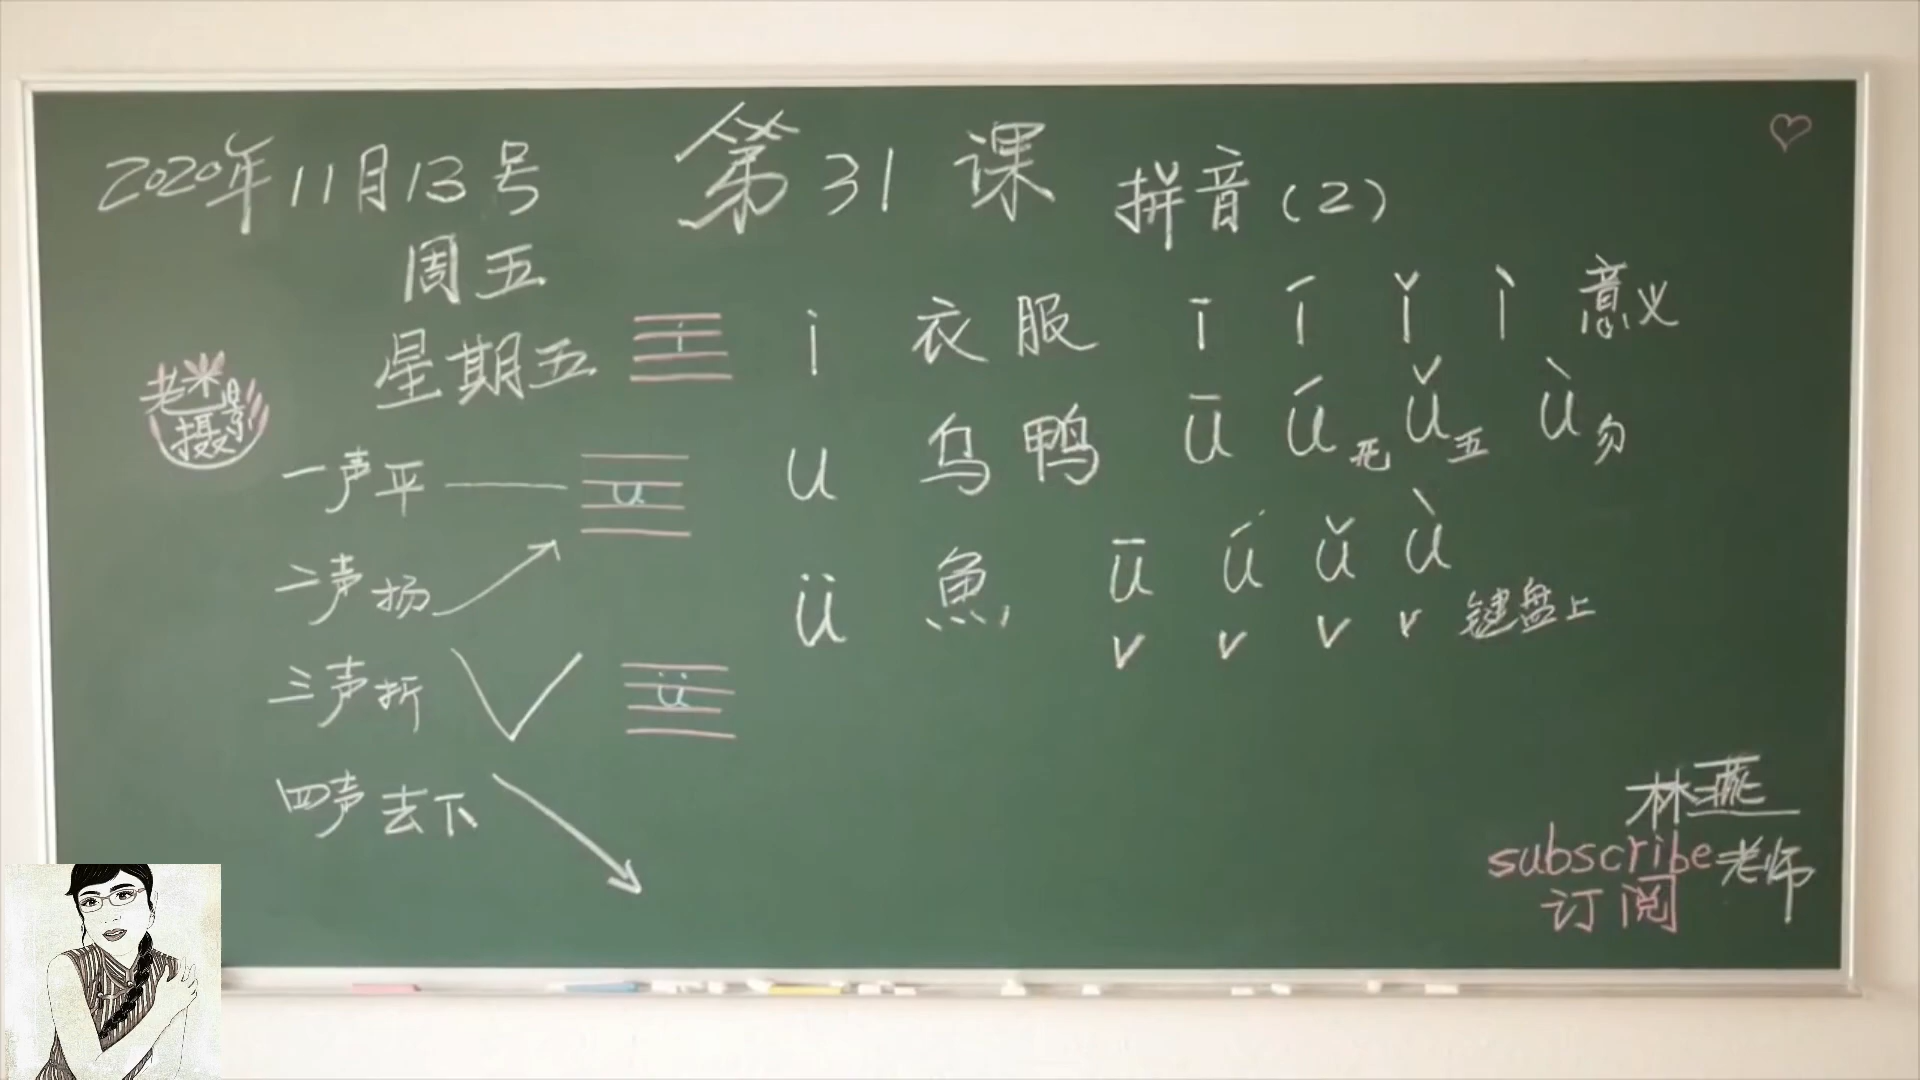 2020年11月13号 第31课 拼音(2)
周五
星期五
老米
摄影
i i 衣服 ī í ǐ ì 意义
一声平 u u 乌鸭 ū ú ǔ五 ù勿
二声扬 ü 鱼 ū ú ǔ ù
v v v v 键盘上
三声折 ü
四声去下
林燕
subscribe 老师
订阅